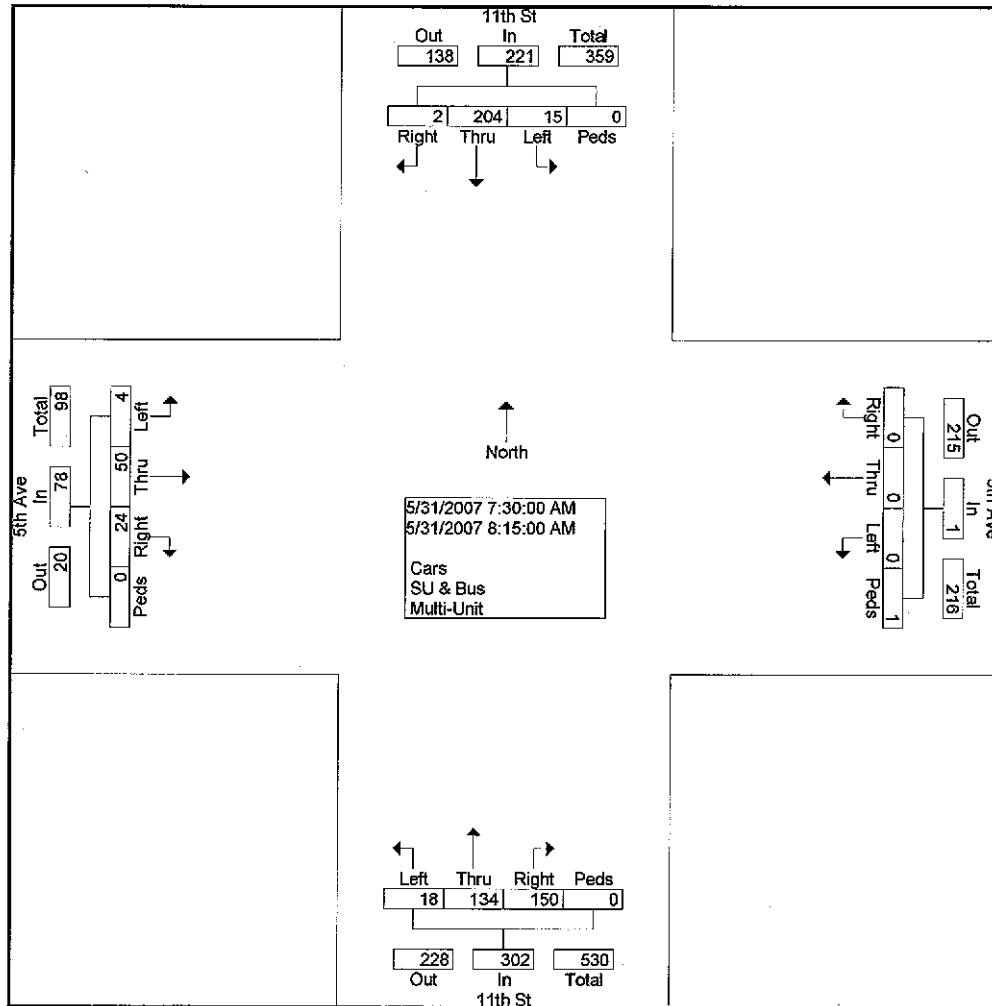 11th St
Out In Total
138 221 359
2 204 15 0
Right Thru Left Peds
Total 98
In 78
Out 20
5th Ave
4 50 24 0
Left Thru Right Peds
North
5/31/2007 7:30:00 AM
5/31/2007 8:15:00 AM
Cars
SU & Bus
Multi-Unit
Right Thru Left Peds
0 0 0 1
Out 215
In 1
Total 216
Ave
Left Thru Right Peds
18 134 150 0
228 302 530
Out In Total
11th St